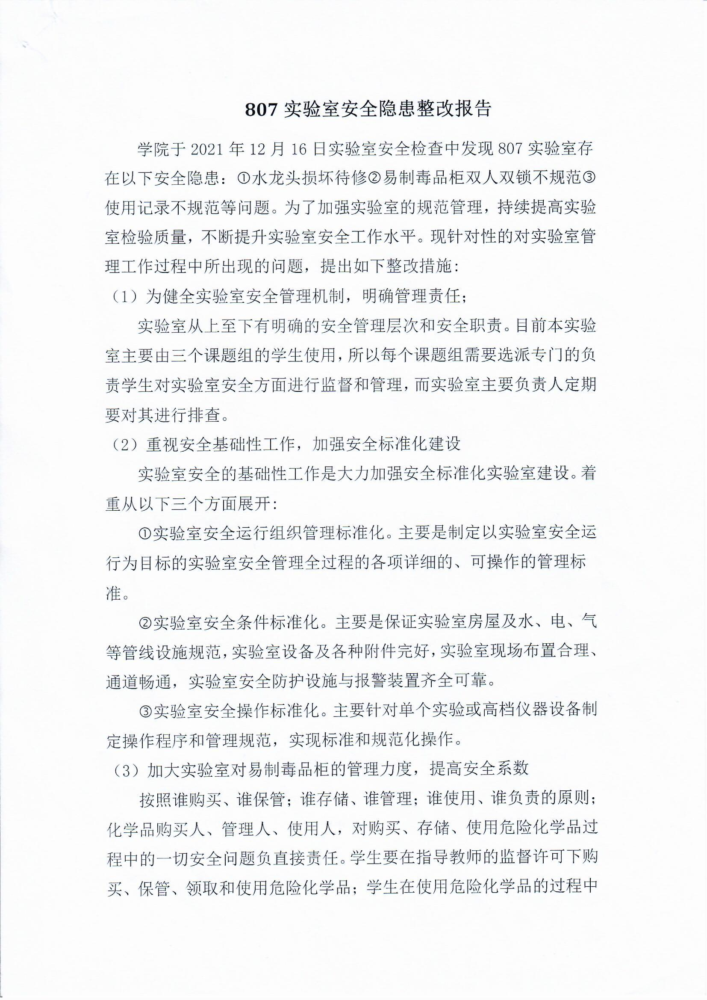 807 实验室安全隐患整改报告
学院于 2021 年 12 月 16 日实验室安全检查中发现 807 实验室存
在以下安全隐患：①水龙头损坏待修②易制毒品柜双人双锁不规范③
使用记录不规范等问题。为了加强实验室的规范管理，持续提高实验
室检验质量，不断提升实验室安全工作水平。现针对性的对实验室管
理工作过程中所出现的问题，提出如下整改措施:
（1）为健全实验室安全管理机制，明确管理责任；
实验室从上至下有明确的安全管理层次和安全职责。目前本实验
室主要由三个课题组的学生使用，所以每个课题组需要选派专门的负
责学生对实验室安全方面进行监督和管理，而实验室主要负责人定期
要对其进行排查。
（2）重视安全基础性工作，加强安全标准化建设
实验室安全的基础性工作是大力加强安全标准化实验室建设。着
重从以下三个方面展开:
①实验室安全运行组织管理标准化。主要是制定以实验室安全运
行为目标的实验室安全管理全过程的各项详细的、可操作的管理标
准。
②实验室安全条件标准化。主要是保证实验室房屋及水、电、气
等管线设施规范，实验室设备及各种附件完好，实验室现场布置合理、
通道畅通，实验室安全防护设施与报警装置齐全可靠。
③实验室安全操作标准化。主要针对单个实验或高档仪器设备制
定操作程序和管理规范，实现标准和规范化操作。
（3）加大实验室对易制毒品柜的管理力度，提高安全系数
按照谁购买、谁保管；谁存储、谁管理；谁使用、谁负责的原则；
化学品购买人、管理人、使用人，对购买、存储、使用危险化学品过
程中的一切安全问题负直接责任。学生要在指导教师的监督许可下购
买、保管、领取和使用危险化学品；学生在使用危险化学品的过程中